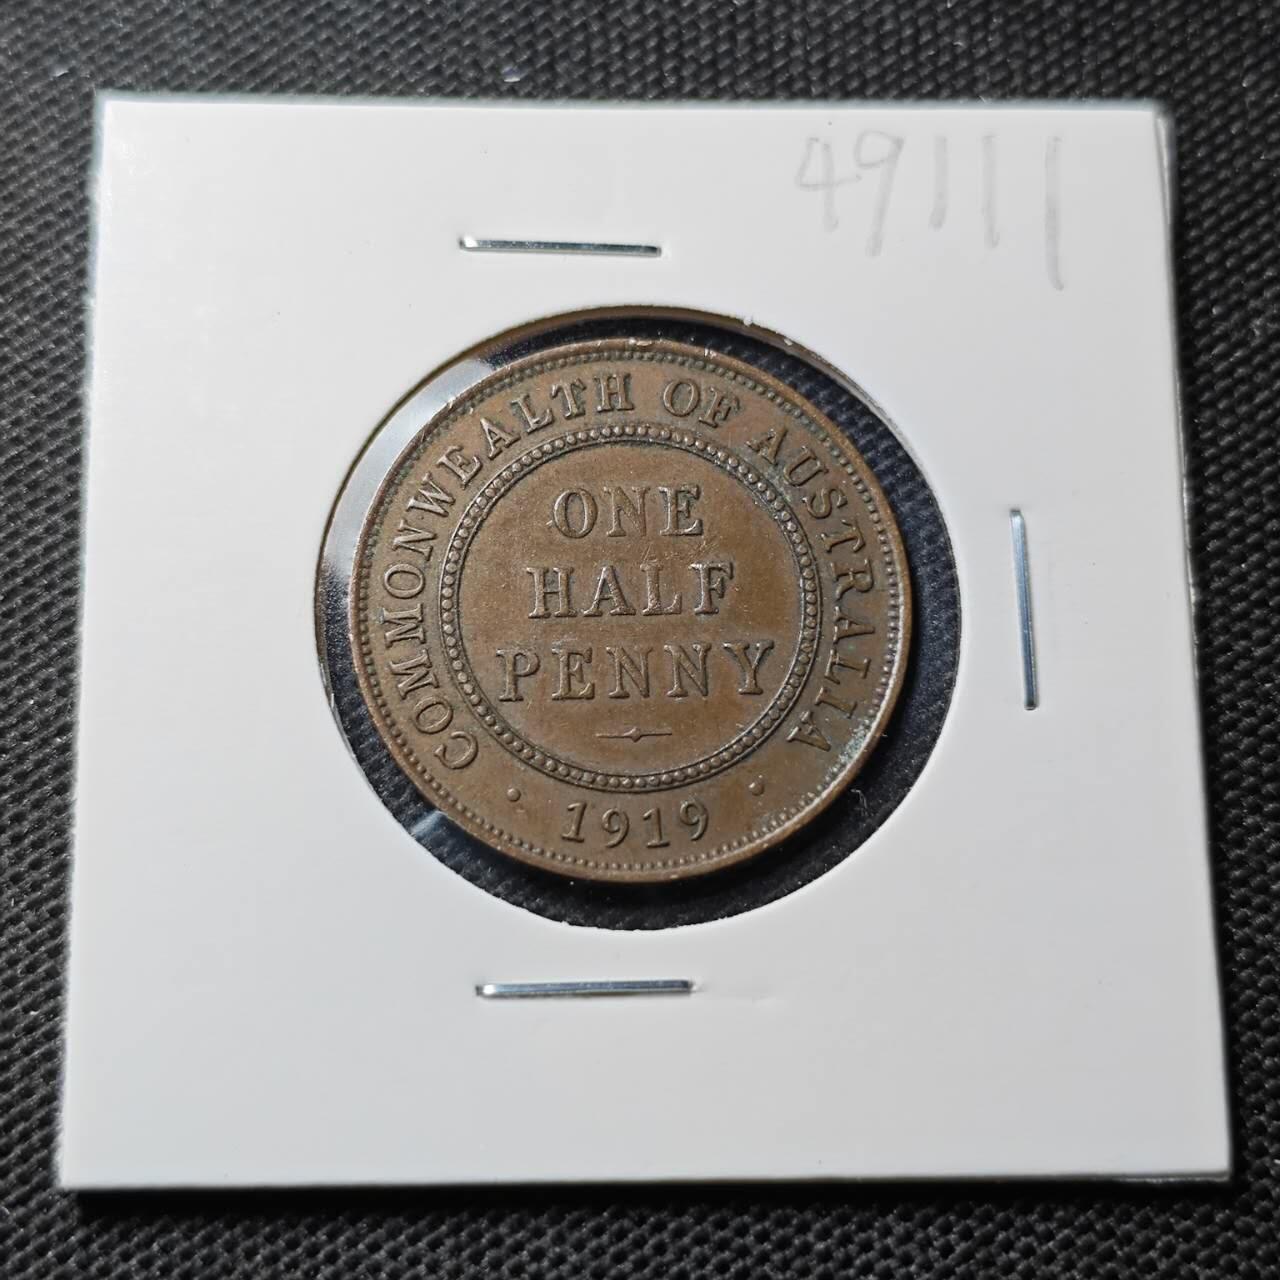 49111
COMMONWEALTH OF AUSTRALIA
ONE
HALF
PENNY
· 1919 ·